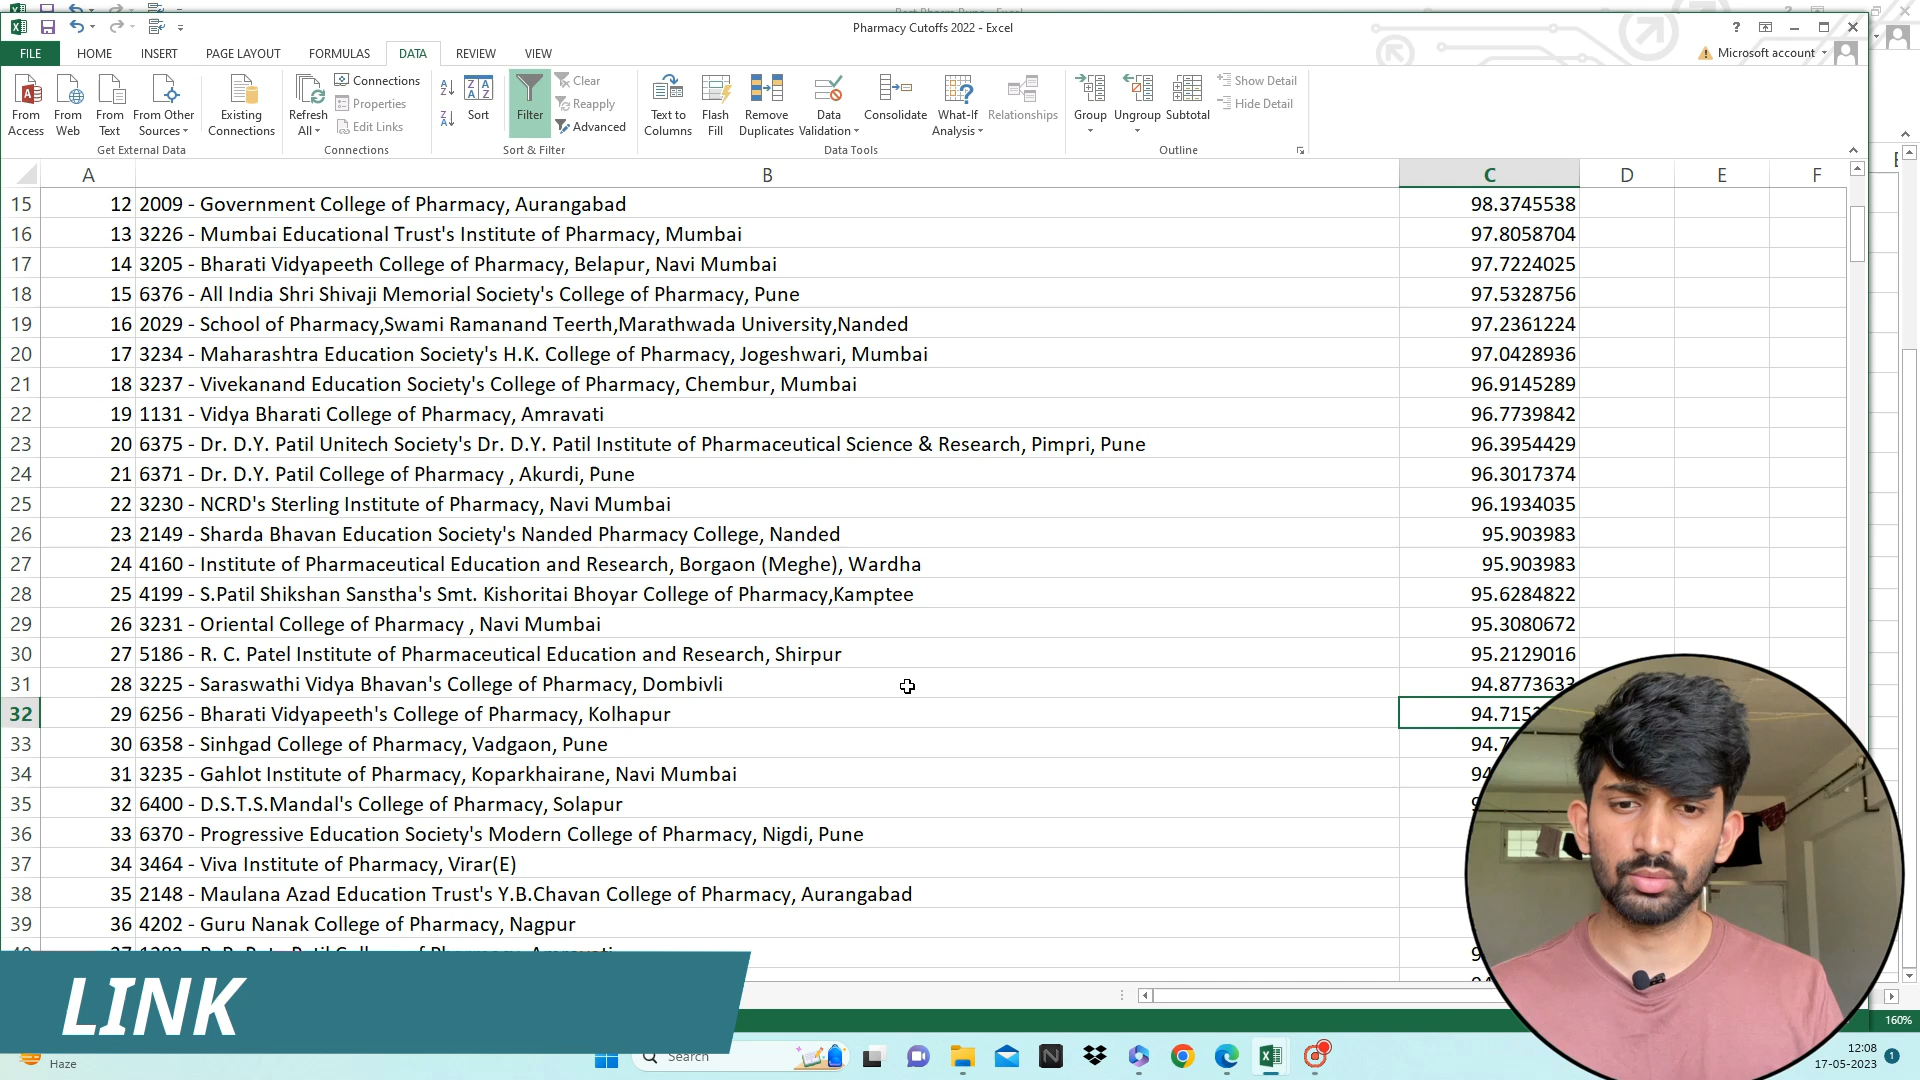 Pharmacy Cutoffs 2022 - Excel
FILE HOME INSERT PAGE LAYOUT FORMULAS DATA REVIEW VIEW
Microsoft account
From Access From Web From Text From Other Sources Existing Connections Refresh All Connections Properties Edit Links Sort Filter Clear Reapply Advanced Text to Columns Flash Fill Remove Duplicates Data Validation Consolidate What-If Analysis Relationships Group Ungroup Subtotal Show Detail Hide Detail
Get External Data Connections Sort & Filter Data Tools Outline
A B C D E F
15 12 2009 - Government College of Pharmacy, Aurangabad 98.3745538
16 13 3226 - Mumbai Educational Trust's Institute of Pharmacy, Mumbai 97.8058704
17 14 3205 - Bharati Vidyapeeth College of Pharmacy, Belapur, Navi Mumbai 97.7224025
18 15 6376 - All India Shri Shivaji Memorial Society's College of Pharmacy, Pune 97.5328756
19 16 2029 - School of Pharmacy,Swami Ramanand Teerth,Marathwada University,Nanded 97.2361224
20 17 3234 - Maharashtra Education Society's H.K. College of Pharmacy, Jogeshwari, Mumbai 97.0428936
21 18 3237 - Vivekanand Education Society's College of Pharmacy, Chembur, Mumbai 96.9145289
22 19 1131 - Vidya Bharati College of Pharmacy, Amravati 96.7739842
23 20 6375 - Dr. D.Y. Patil Unitech Society's Dr. D.Y. Patil Institute of Pharmaceutical Science & Research, Pimpri, Pune 96.3954429
24 21 6371 - Dr. D.Y. Patil College of Pharmacy , Akurdi, Pune 96.3017374
25 22 3230 - NCRD's Sterling Institute of Pharmacy, Navi Mumbai 96.1934035
26 23 2149 - Sharda Bhavan Education Society's Nanded Pharmacy College, Nanded 95.903983
27 24 4160 - Institute of Pharmaceutical Education and Research, Borgaon (Meghe), Wardha 95.903983
28 25 4199 - S.Patil Shikshan Sanstha's Smt. Kishoritai Bhoyar College of Pharmacy,Kamptee 95.6284822
29 26 3231 - Oriental College of Pharmacy , Navi Mumbai 95.3080672
30 27 5186 - R. C. Patel Institute of Pharmaceutical Education and Research, Shirpur 95.2129016
31 28 3225 - Saraswathi Vidya Bhavan's College of Pharmacy, Dombivli 94.8773633
32 29 6256 - Bharati Vidyapeeth's College of Pharmacy, Kolhapur 94.715
33 30 6358 - Sinhgad College of Pharmacy, Vadgaon, Pune 94.7
34 31 3235 - Gahlot Institute of Pharmacy, Koparkhairane, Navi Mumbai 94
35 32 6400 - D.S.T.S.Mandal's College of Pharmacy, Solapur
36 33 6370 - Progressive Education Society's Modern College of Pharmacy, Nigdi, Pune
37 34 3464 - Viva Institute of Pharmacy, Virar(E)
38 35 2148 - Maulana Azad Education Trust's Y.B.Chavan College of Pharmacy, Aurangabad
39 36 4202 - Guru Nanak College of Pharmacy, Nagpur
LINK
160%
Haze
Search
12:08
17-05-2023